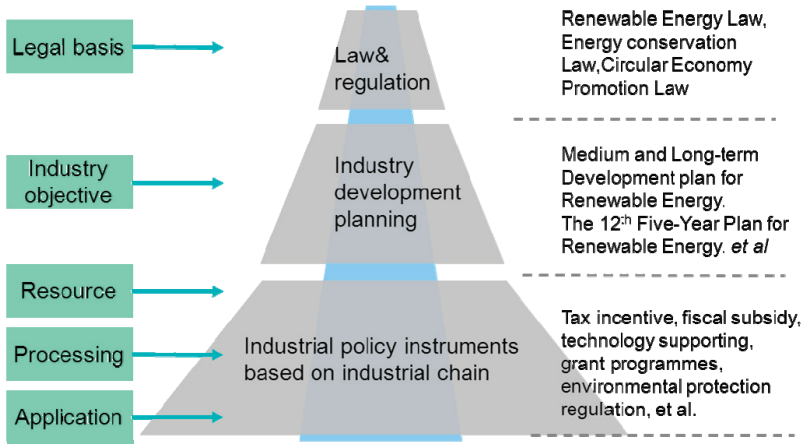 Legal basis
Law&
regulation
Renewable Energy Law,
Energy conservation
Law,Circular Economy
Promotion Law
Industry
objective
Industry
development
planning
Medium and Long-term
Development plan for
Renewable Energy.
The 12th Five-Year Plan for
Renewable Energy. et al
Resource
Processing
Application
Industrial policy instruments
based on industrial chain
Tax incentive, fiscal subsidy,
technology supporting,
grant programmes,
environmental protection
regulation, et al.